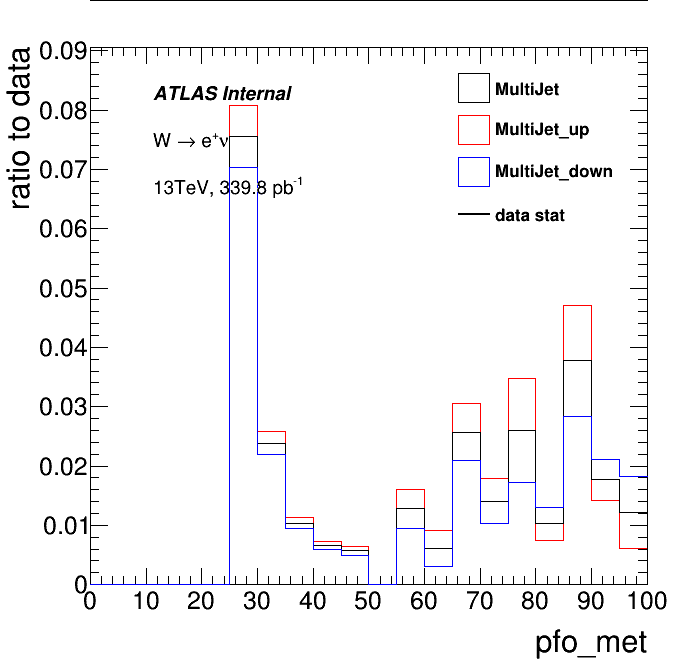 ratio to data
0.09
0.08
0.07
0.06
0.05
0.04
0.03
0.02
0.01
0
ATLAS Internal
W → e⁺ν
13TeV, 339.8 pb⁻¹
MultiJet
MultiJet_up
MultiJet_down
data stat
0 10 20 30 40 50 60 70 80 90 100
pfo_met